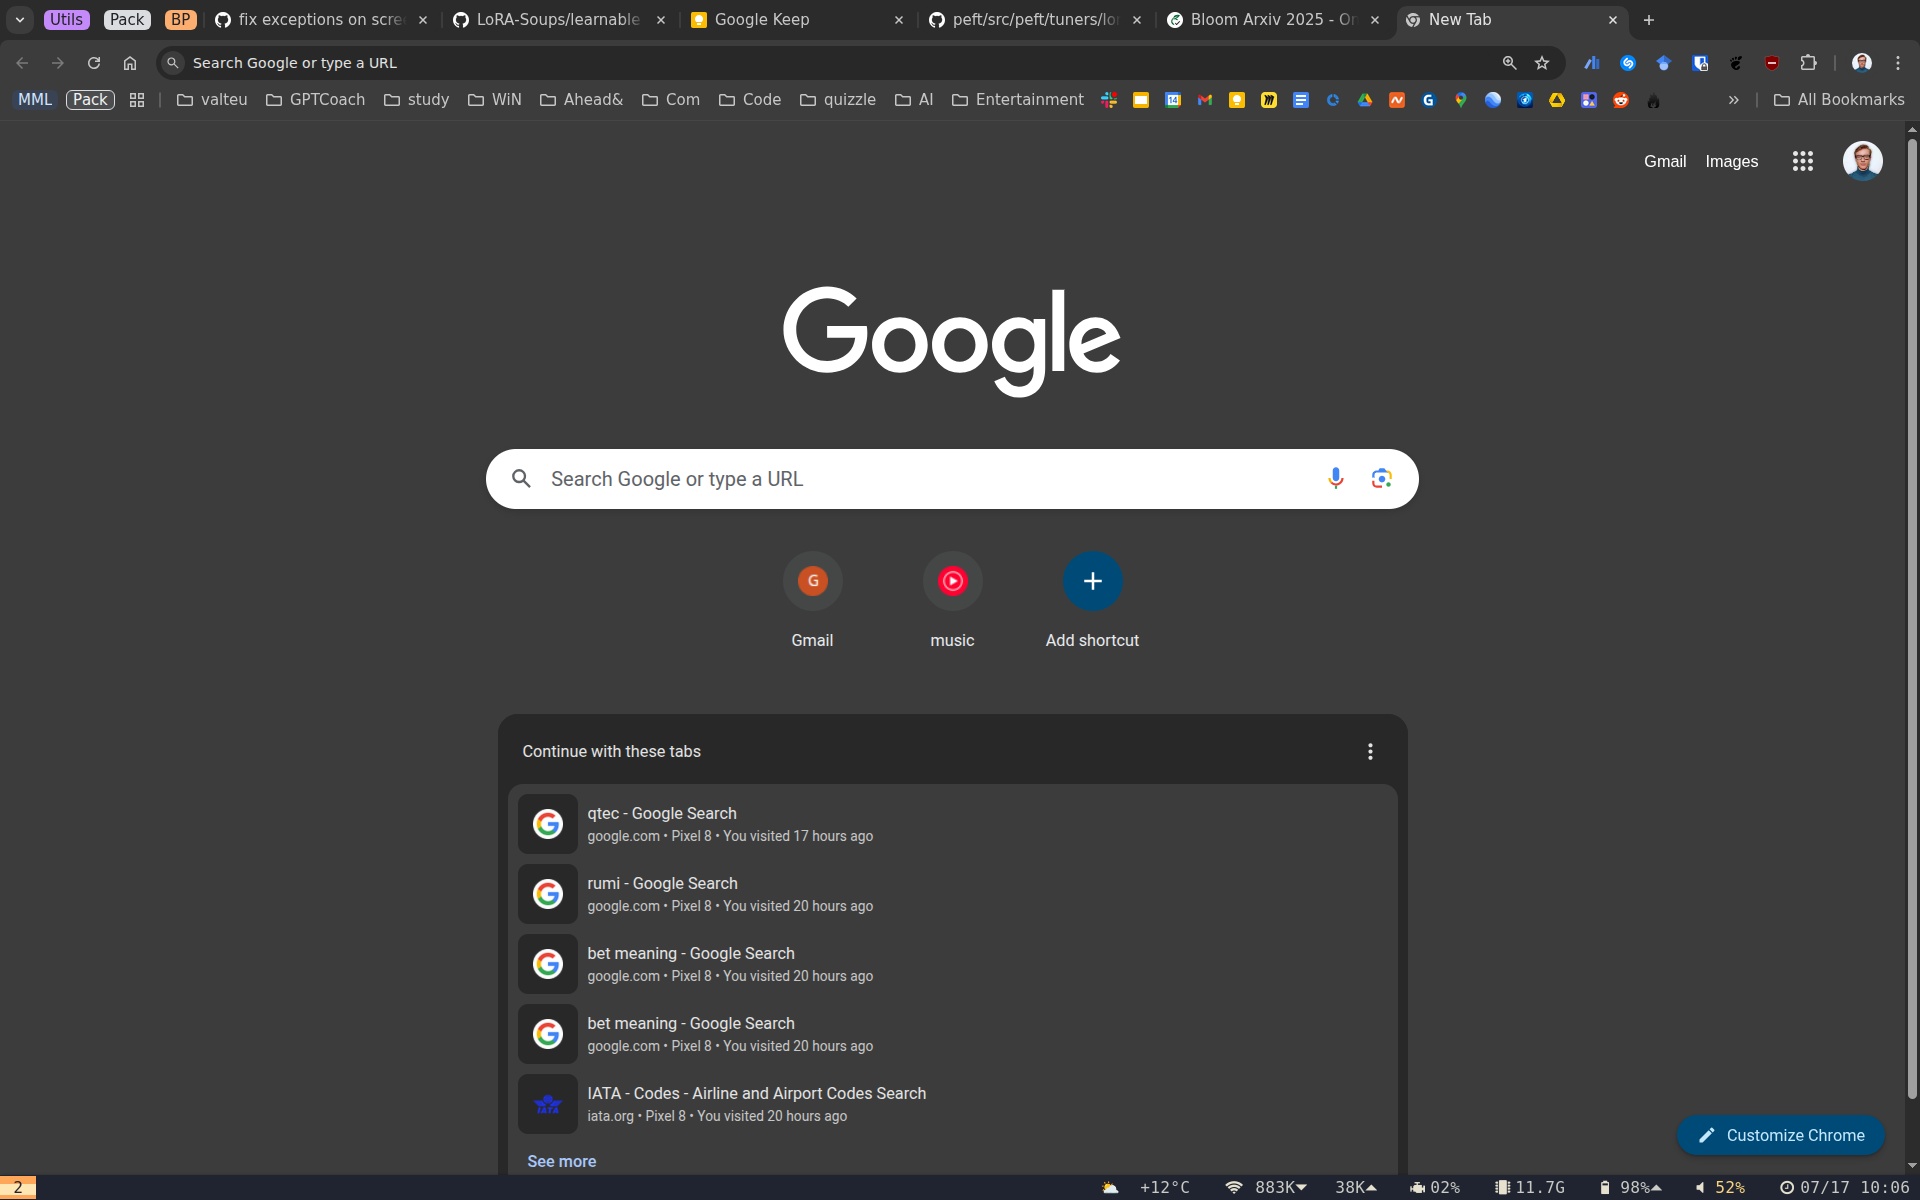 Utils
Pack
BP
fix exceptions on scre
LoRA-Soups/learnable
Google Keep
peft/src/peft/tuners/lo
Bloom Arxiv 2025 - O
New Tab
Search Google or type a URL
MML
Pack
valteu
GPTCoach
study
WiN
Ahead&
Com
Code
quizzle
AI
Entertainment
All Bookmarks
Gmail
Images
Google
Search Google or type a URL
G
Gmail
music
Add shortcut
Continue with these tabs
qtec - Google Search
google.com • Pixel 8 • You visited 17 hours ago
rumi - Google Search
google.com • Pixel 8 • You visited 20 hours ago
bet meaning - Google Search
google.com • Pixel 8 • You visited 20 hours ago
bet meaning - Google Search
google.com • Pixel 8 • You visited 20 hours ago
IATA - Codes - Airline and Airport Codes Search
iata.org • Pixel 8 • You visited 20 hours ago
See more
Customize Chrome
2
+12°C
883K
38K
02%
11.7G
98%
52%
07/17 10:06